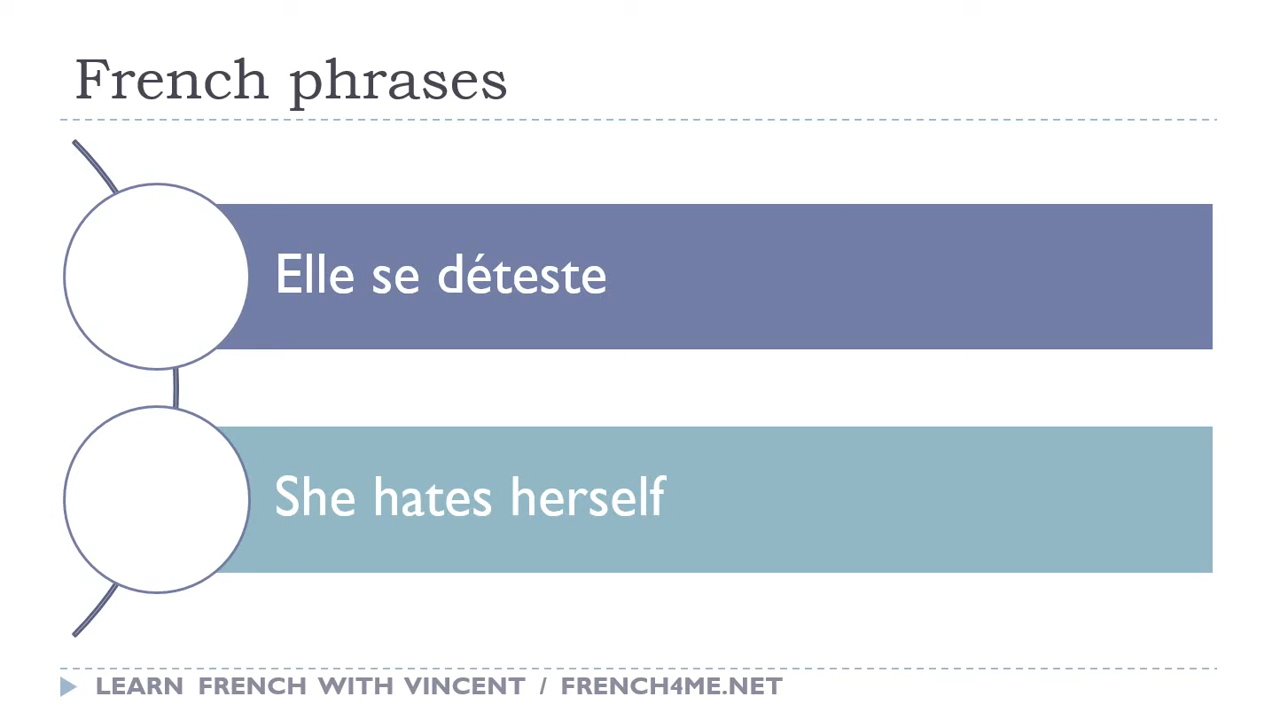 French phrases
Elle se déteste
She hates herself
LEARN FRENCH WITH VINCENT / FRENCH4ME.NET